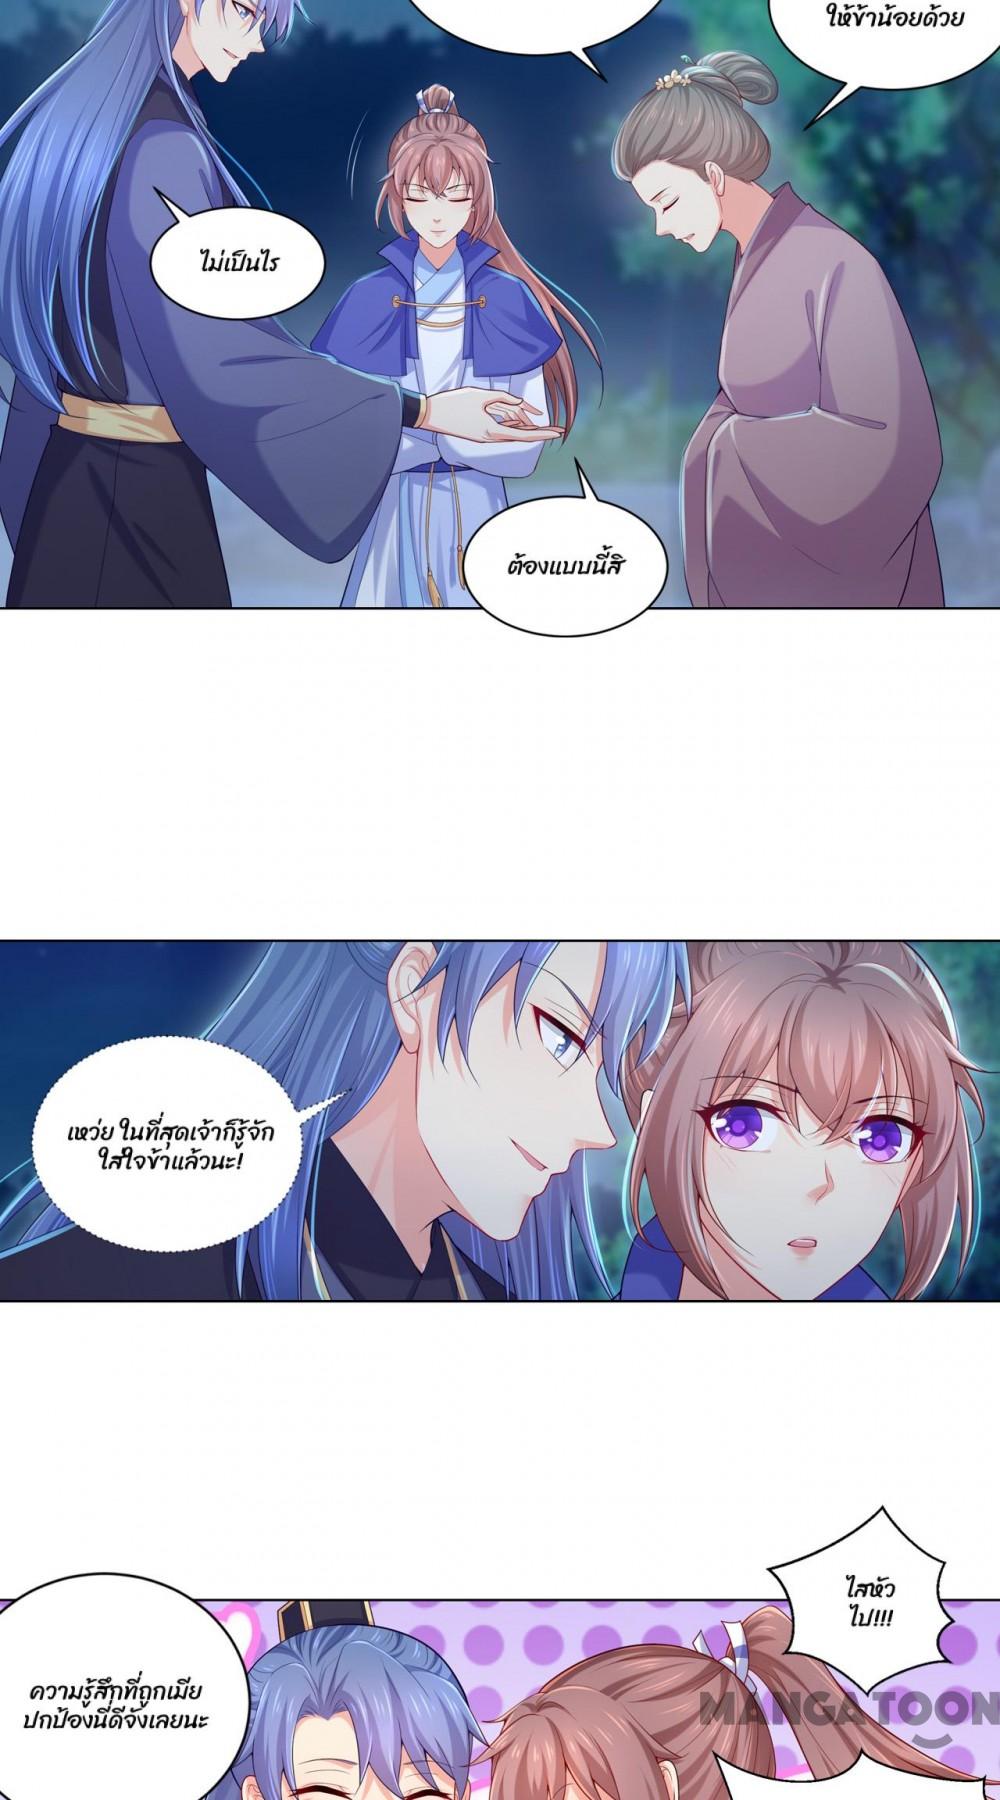 ให้ข้าน้อยด้วย
ไม่เป็นไร
ต้องแบบนี้สิ
เหว่ย ในที่สุดเจ้าก็รู้จัก
ใส่ใจข้าแล้วนะ!
ไสหัว
ไป!!!
ความรู้สึกที่ถูกเมีย
ปกป้องนี่ดีจังเลยนะ
MANGATOON